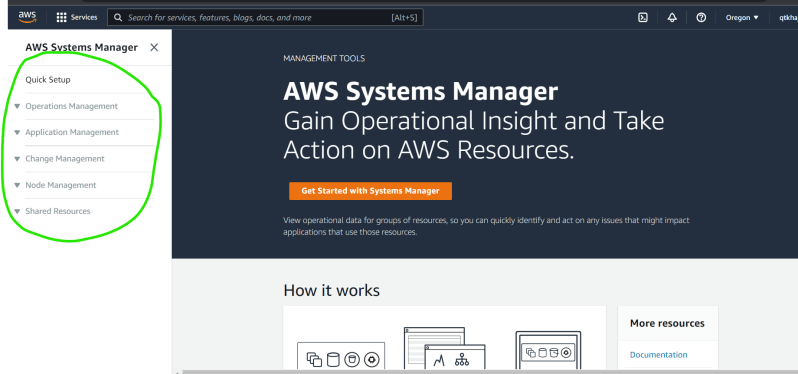 aws
Services
Search for services, features, blogs, docs, and more
[Alt+5]
Oregon ▼
qtkha
AWS Systems Manager
Quick Setup
Operations Management
Application Management
Change Management
Node Management
Shared Resources
MANAGEMENT TOOLS
AWS Systems Manager
Gain Operational Insight and Take
Action on AWS Resources.
Get Started with Systems Manager
View operational data for groups of resources, so you can quickly identify and act on any issues that might impact
applications that use those resources.
How it works
More resources
Documentation